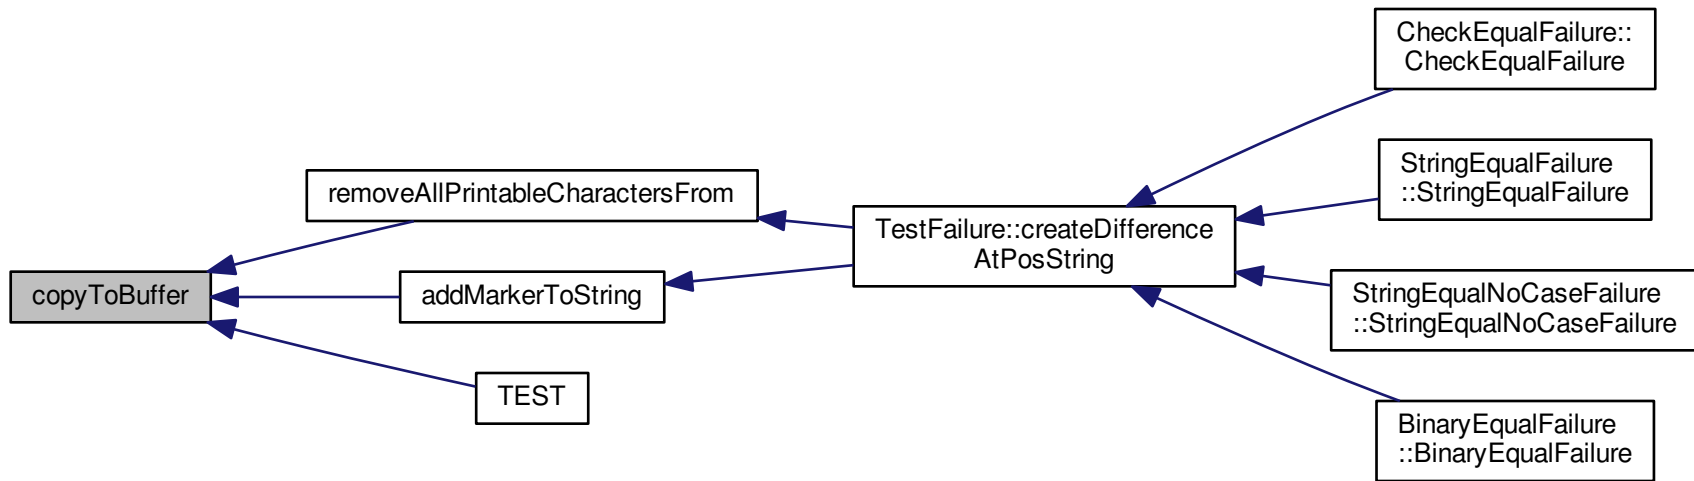 copyToBuffer
removeAllPrintableCharactersFrom
addMarkerToString
TEST
TestFailure::createDifference
AtPosString
CheckEqualFailure::
CheckEqualFailure
StringEqualFailure
::StringEqualFailure
StringEqualNoCaseFailure
::StringEqualNoCaseFailure
BinaryEqualFailure
::BinaryEqualFailure